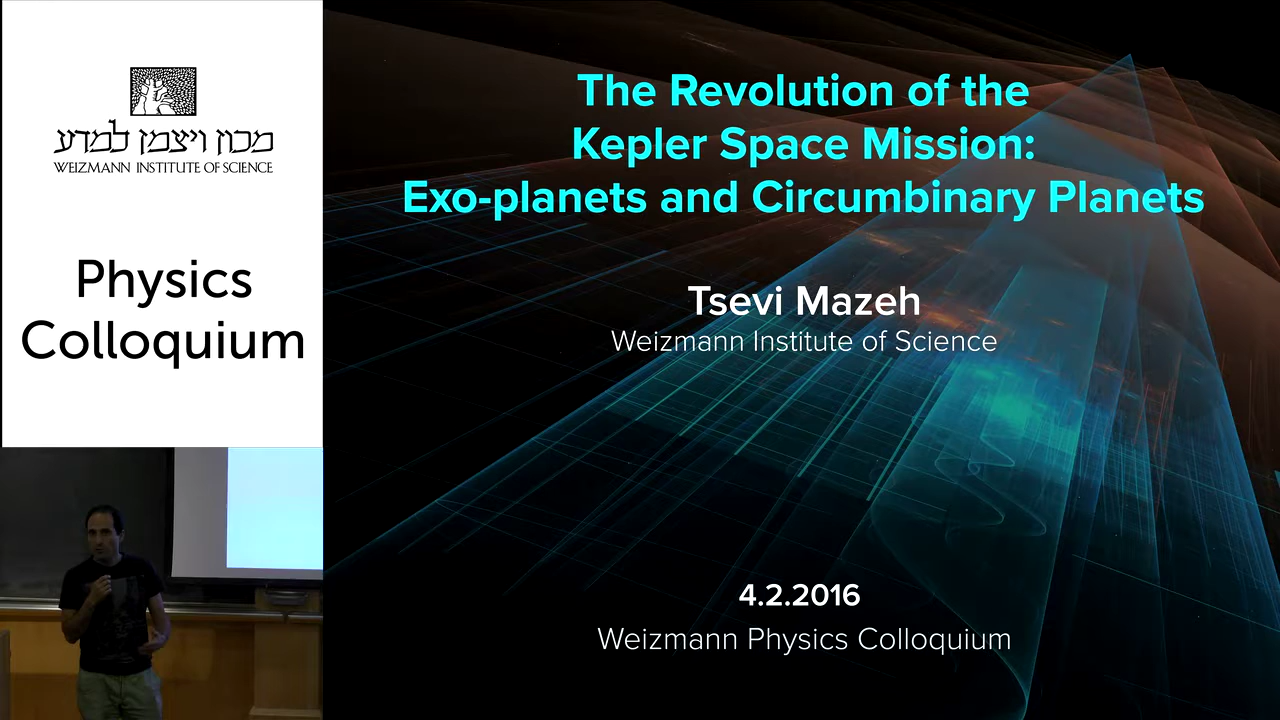 מכון ויצמן למדע
WEIZMANN INSTITUTE OF SCIENCE
Physics
Colloquium
The Revolution of the
Kepler Space Mission:
Exo-planets and Circumbinary Planets
Tsevi Mazeh
Weizmann Institute of Science
4.2.2016
Weizmann Physics Colloquium